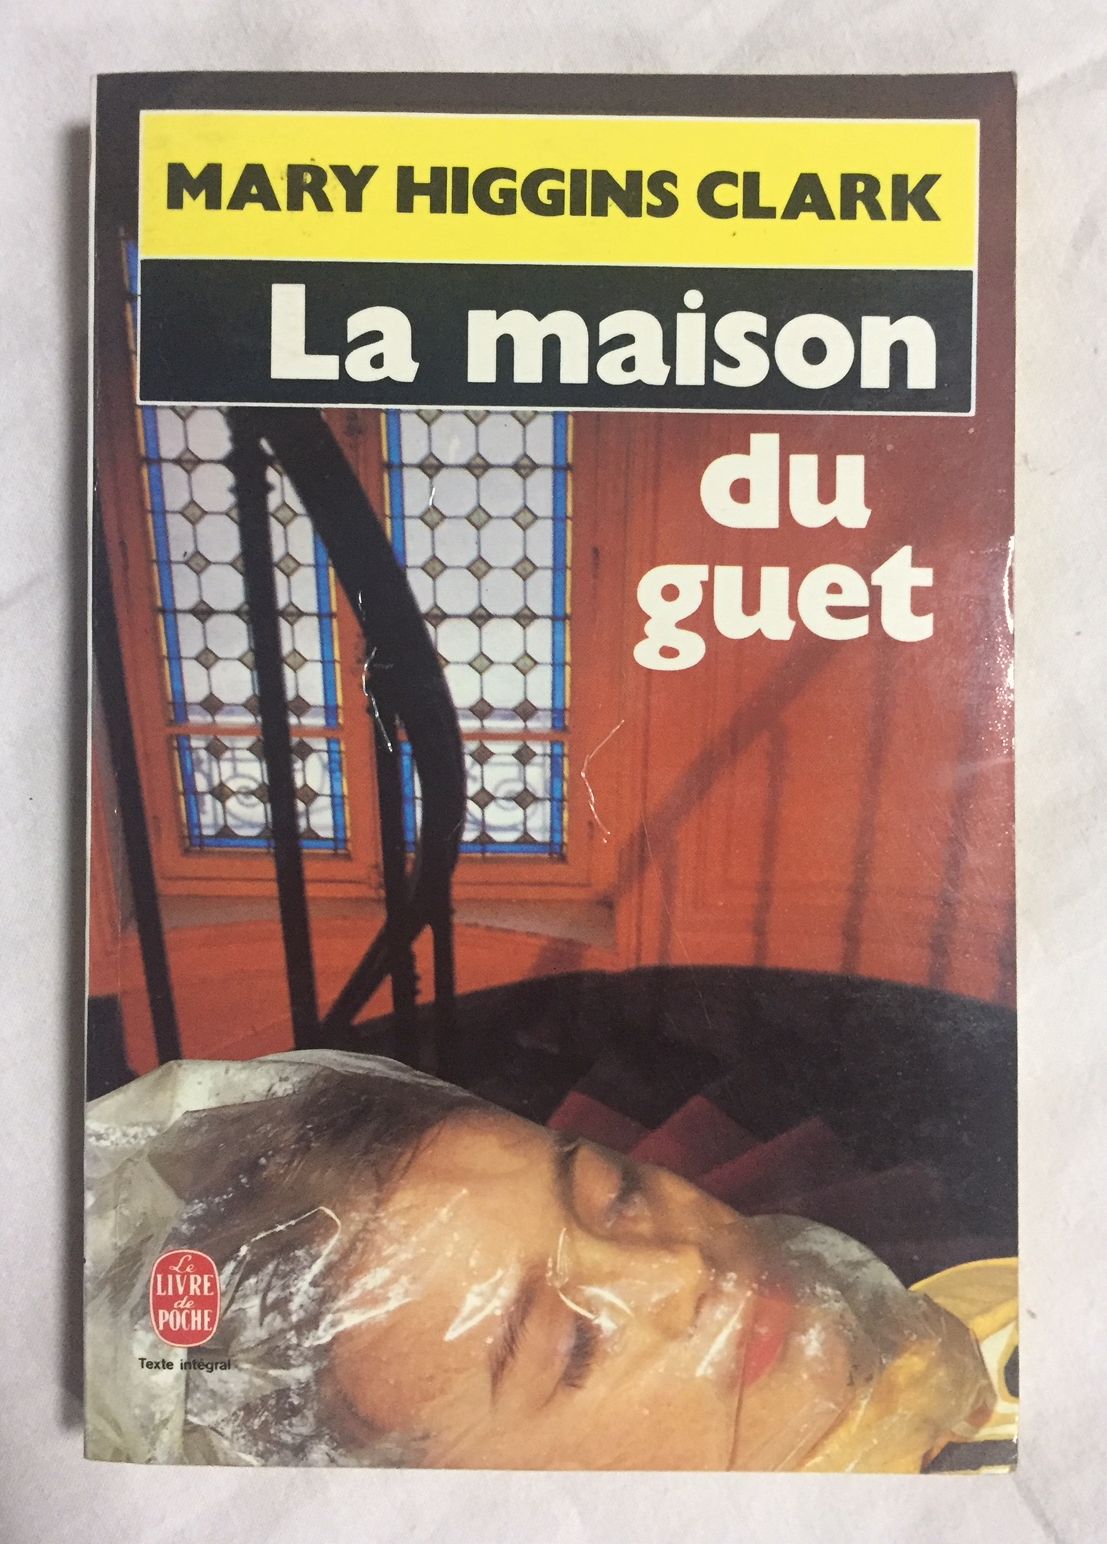 MARY HIGGINS CLARK
La maison
du
guet
Le
LIVRE
de
POCHE
Texte intégral